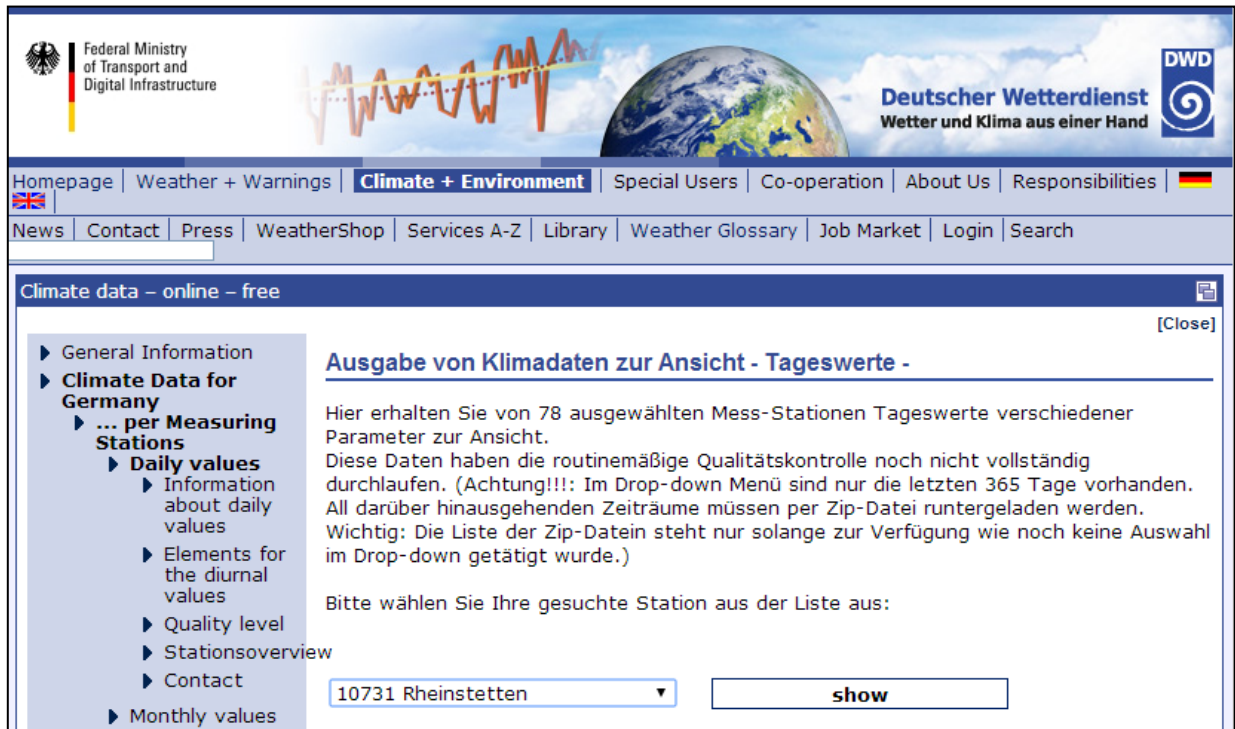 Federal Ministry
of Transport and
Digital Infrastructure
DWD
Deutscher Wetterdienst
Wetter und Klima aus einer Hand
Homepage | Weather + Warnings | Climate + Environment | Special Users | Co-operation | About Us | Responsibilities |
News | Contact | Press | WeatherShop | Services A-Z | Library | Weather Glossary | Job Market | Login | Search
Climate data – online – free
[Close]
General Information
Climate Data for
Germany
... per Measuring
Stations
Daily values
Information
about daily
values
Elements for
the diurnal
values
Quality level
Stationsoverview
Contact
Monthly values
Ausgabe von Klimadaten zur Ansicht - Tageswerte -
Hier erhalten Sie von 78 ausgewählten Mess-Stationen Tageswerte verschiedener
Parameter zur Ansicht.
Diese Daten haben die routinemäßige Qualitätskontrolle noch nicht vollständig
durchlaufen. (Achtung!!!: Im Drop-down Menü sind nur die letzten 365 Tage vorhanden.
All darüber hinausgehenden Zeiträume müssen per Zip-Datei runtergeladen werden.
Wichtig: Die Liste der Zip-Datein steht nur solange zur Verfügung wie noch keine Auswahl
im Drop-down getätigt wurde.)
Bitte wählen Sie Ihre gesuchte Station aus der Liste aus:
10731 Rheinstetten
show